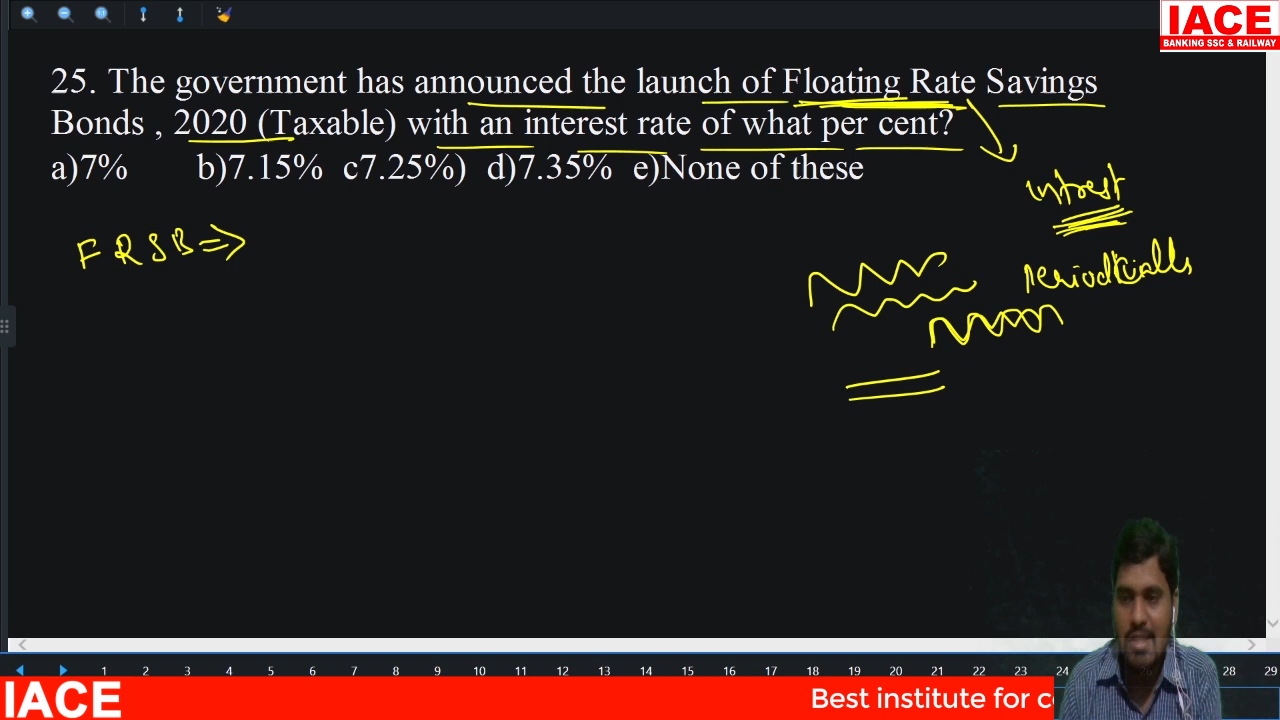 IACE
BANKING SSC & RAILWAY
25. The government has announced the launch of Floating Rate Savings
Bonds , 2020 (Taxable) with an interest rate of what per cent?
a)7% b)7.15% c7.25%) d)7.35% e)None of these
intrest
FRSB⇒
1 2 3 4 5 6 7 8 9 10 11 12 13 14 15 16 17 18 19 20 21 22 23 24 28 29
IACE
Best institute for c